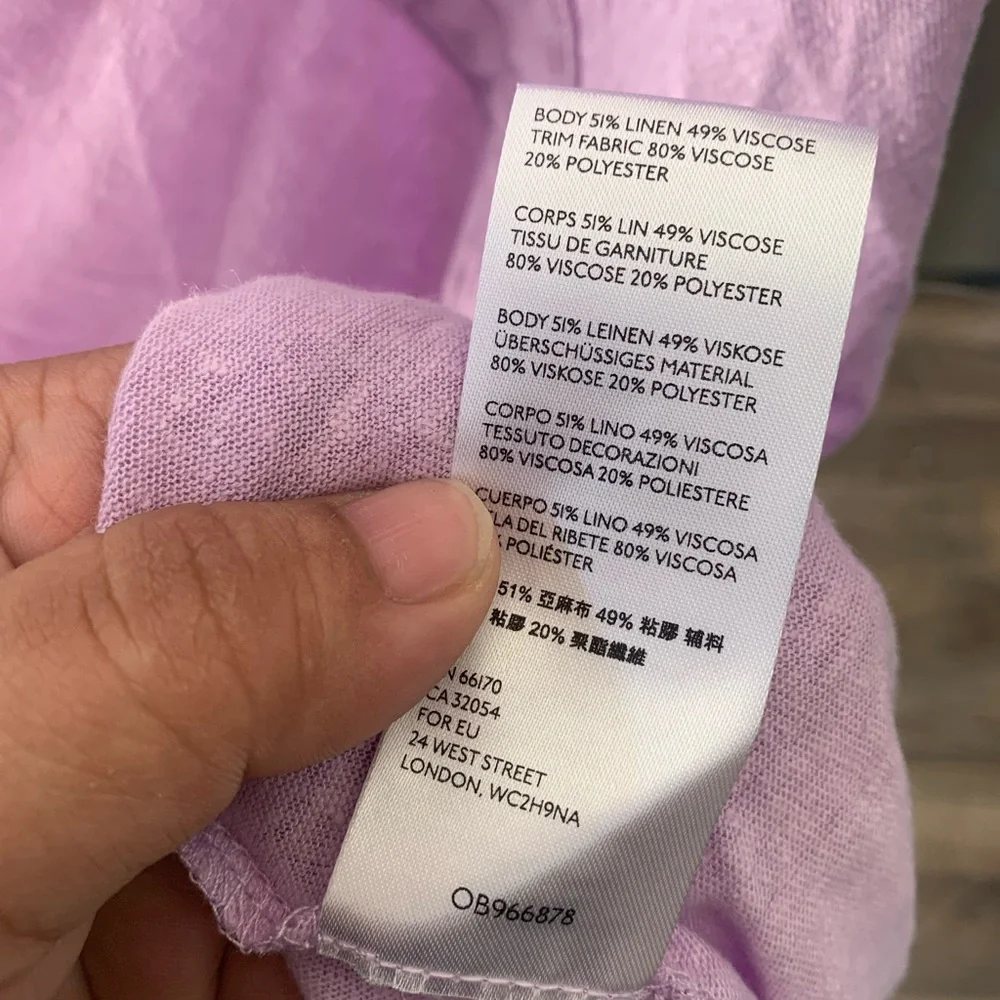 BODY 51% LINEN 49% VISCOSE
TRIM FABRIC 80% VISCOSE
20% POLYESTER
CORPS 51% LIN 49% VISCOSE
TISSU DE GARNITURE
80% VISCOSE 20% POLYESTER
BODY 51% LEINEN 49% VISKOSE
ÜBERSCHÜSSIGES MATERIAL
80% VISKOSE 20% POLYESTER
CORPO 51% LINO 49% VISCOSA
TESSUTO DECORAZIONI
80% VISCOSA 20% POLIESTERE
CUERPO 51% LINO 49% VISCOSA
DEL RIBETE 80% VISCOSA
POLIÉSTER
51% 亞麻布 49% 粘膠 辅料
粘膠 20% 聚酯纖維
66170
CA 32054
FOR EU
24 WEST STREET
LONDON, WC2H9NA
OB966878